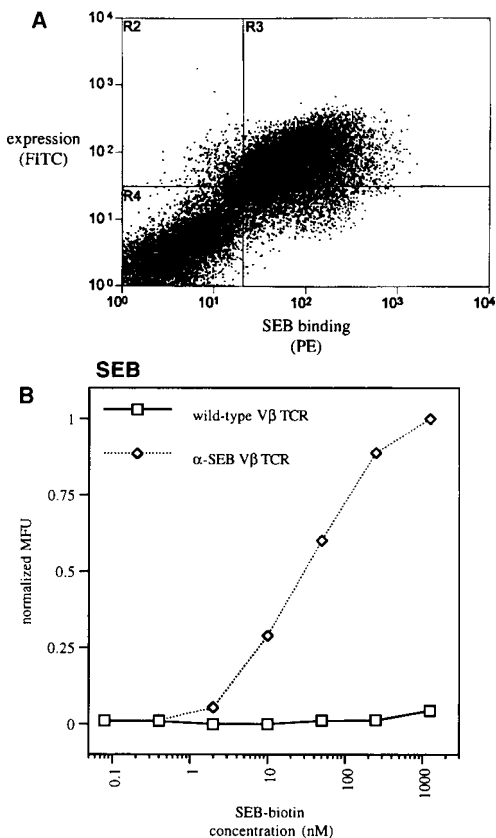 A
10⁴
R2
R3
10³
expression
(FITC)
10²
R4
10¹
10⁰
10⁰
10¹
10²
10³
10⁴
SEB binding
(PE)
SEB
B
1
wild-type Vβ TCR
α-SEB Vβ TCR
0.75
normalized MFU
0.5
0.25
0
0.1
1
10
100
1000
SEB-biotin
concentration (nM)